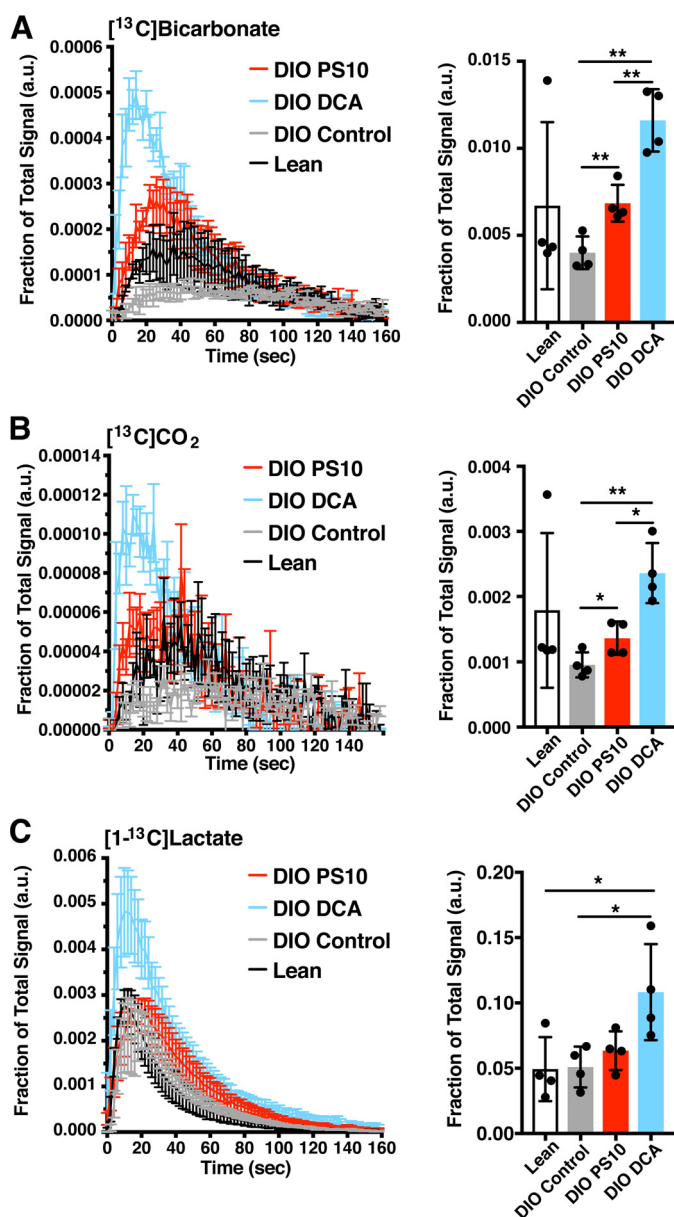 A
[¹³C]Bicarbonate
Fraction of Total Signal (a.u.)
0.0006
0.0005
0.0004
0.0003
0.0002
0.0001
0.0000
0 20 40 60 80 100 120 140 160
Time (sec)
DIO PS10
DIO DCA
DIO Control
Lean
Fraction of Total Signal (a.u.)
0.015
0.010
0.005
0.000
**
**
**
Lean
DIO Control
DIO PS10
DIO DCA
B
[¹³C]CO₂
Fraction of Total Signal (a.u.)
0.00014
0.00012
0.00010
0.00008
0.00006
0.00004
0.00002
0.00000
0 20 40 60 80 100 120 140
Time (sec)
DIO PS10
DIO DCA
DIO Control
Lean
Fraction of Total Signal (a.u.)
0.004
0.003
0.002
0.001
0.000
**
*
*
Lean
DIO Control
DIO PS10
DIO DCA
C
[1-¹³C]Lactate
Fraction of Total Signal (a.u.)
0.006
0.005
0.004
0.003
0.002
0.001
0.000
0 20 40 60 80 100 120 140 160
Time (sec)
DIO PS10
DIO DCA
DIO Control
Lean
Fraction of Total Signal (a.u.)
0.20
0.15
0.10
0.05
0.00
*
*
Lean
DIO Control
DIO PS10
DIO DCA